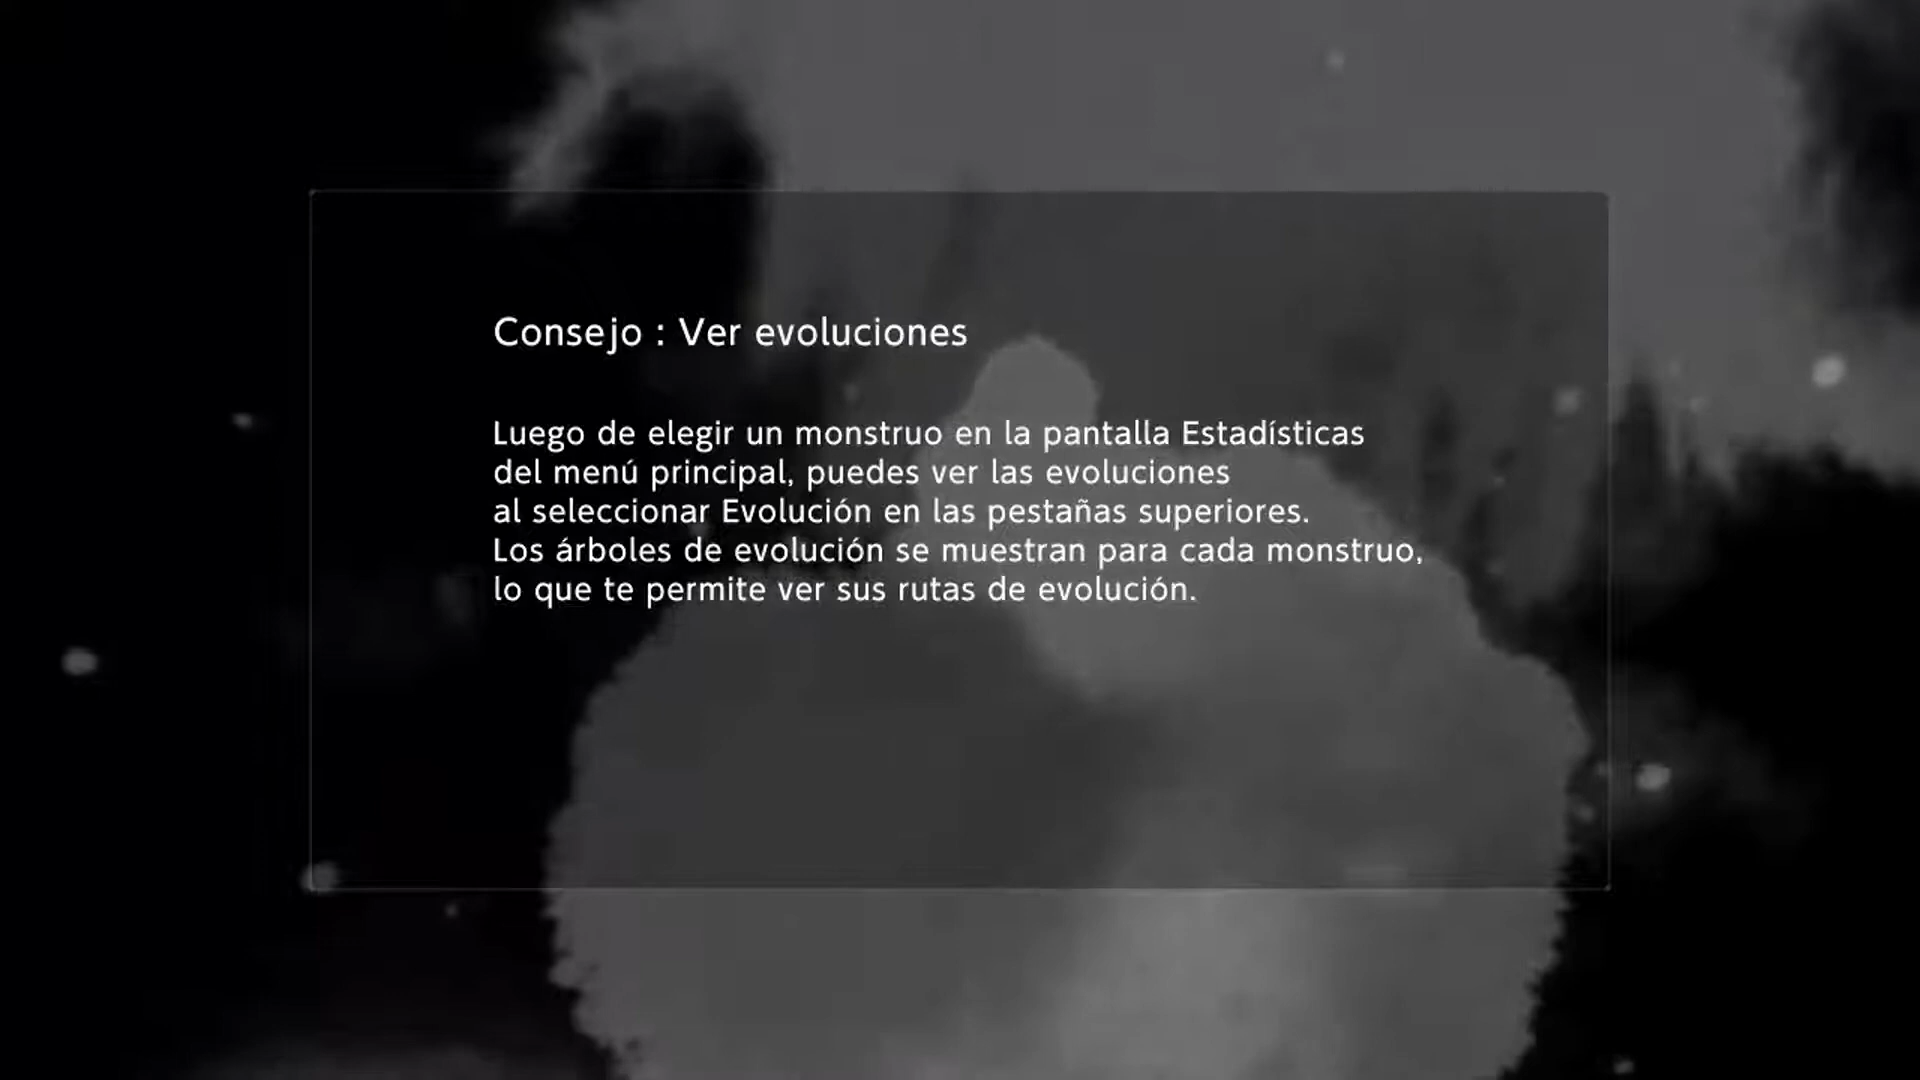 Consejo : Ver evoluciones
Luego de elegir un monstruo en la pantalla Estadísticas
del menú principal, puedes ver las evoluciones
al seleccionar Evolución en las pestañas superiores.
Los árboles de evolución se muestran para cada monstruo,
lo que te permite ver sus rutas de evolución.